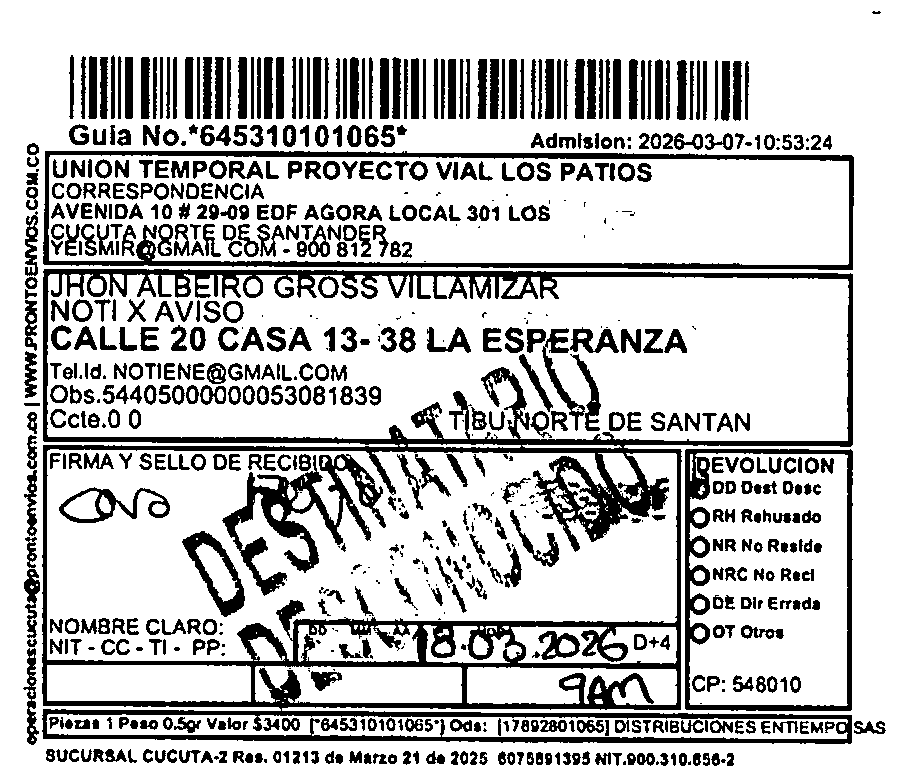 Guia No.*645310101065*
Admision: 2026-03-07-10:53:24
UNION TEMPORAL PROYECTO VIAL LOS PATIOS
CORRESPONDENCIA
AVENIDA 10 # 29-09 EDF AGORA LOCAL 301 LOS
CUCUTA NORTE DE SANTANDER
YEISMIR@GMAIL COM - 900 812 782
JHON ALBEIRO GROSS VILLAMIZAR
NOTI X AVISO
CALLE 20 CASA 13- 38 LA ESPERANZA
Tel.Id. NOTIENE@GMAIL.COM
Obs.54405000000053081839
Ccte.0 0
TIBU NORTE DE SANTAN
FIRMA Y SELLO DE RECIBIDO
DESTINATARIO
DESCONOCIDO
DEVOLUCION
DD Dest Desc
RH Rehusado
NR No Reside
NRC No Recl
DE Dir Errada
OT Otros
NOMBRE CLARO:
NIT - CC - TI - PP:
18.03.2026 D+4
9AM
CP: 548010
Piezas 1 Peso 0.5gr Valor $3400 [*645310101065*] Ods: [17892801065] DISTRIBUCIONES ENTIEMPO SAS
SUCURSAL CUCUTA-2 Res. 01213 de Marzo 21 de 2025 6075891395 NIT.900.310.856-2
operacionescucuta@prontoenvios.com.co | WWW.PRONTOENVIOS.COM.CO